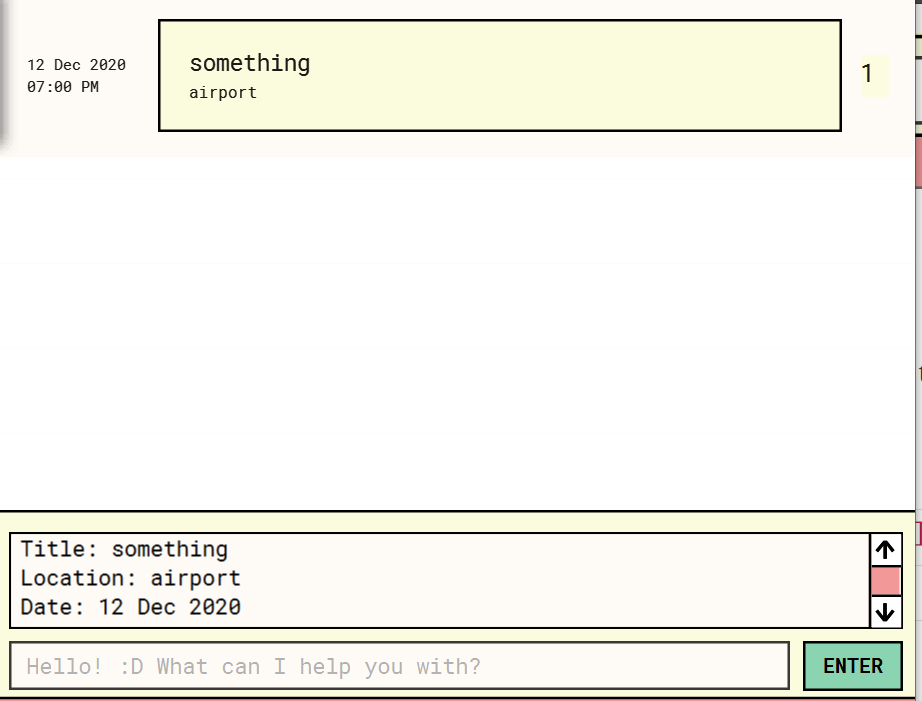 12 Dec 2020
07:00 PM
something
airport
1
Title: something
Location: airport
Date: 12 Dec 2020
Hello! :D What can I help you with?
ENTER